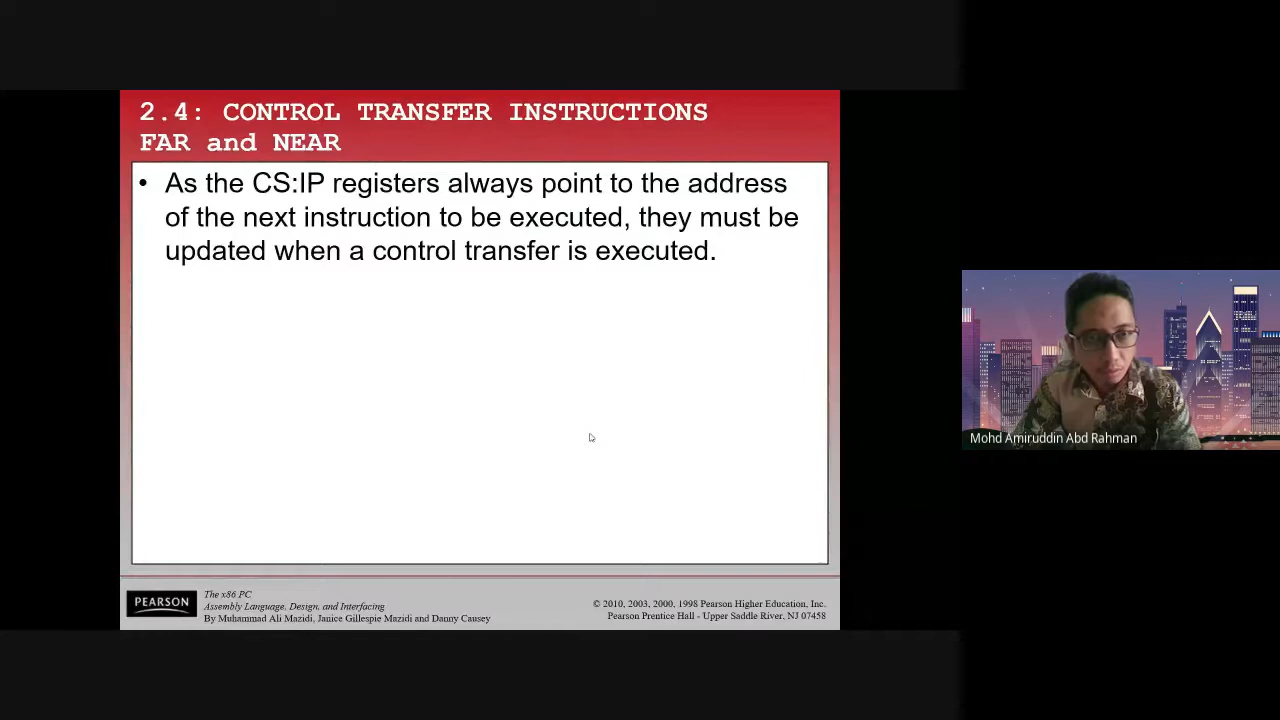 2.4: CONTROL TRANSFER INSTRUCTIONS
FAR and NEAR
• As the CS:IP registers always point to the address
of the next instruction to be executed, they must be
updated when a control transfer is executed.
PEARSON
The x86 PC
Assembly Language, Design, and Interfacing
By Muhammad Ali Mazidi, Janice Gillespie Mazidi and Danny Causey
© 2010, 2003, 2000, 1998 Pearson Higher Education, Inc.
Pearson Prentice Hall - Upper Saddle River, NJ 07458
Mohd Amiruddin Abd Rahman